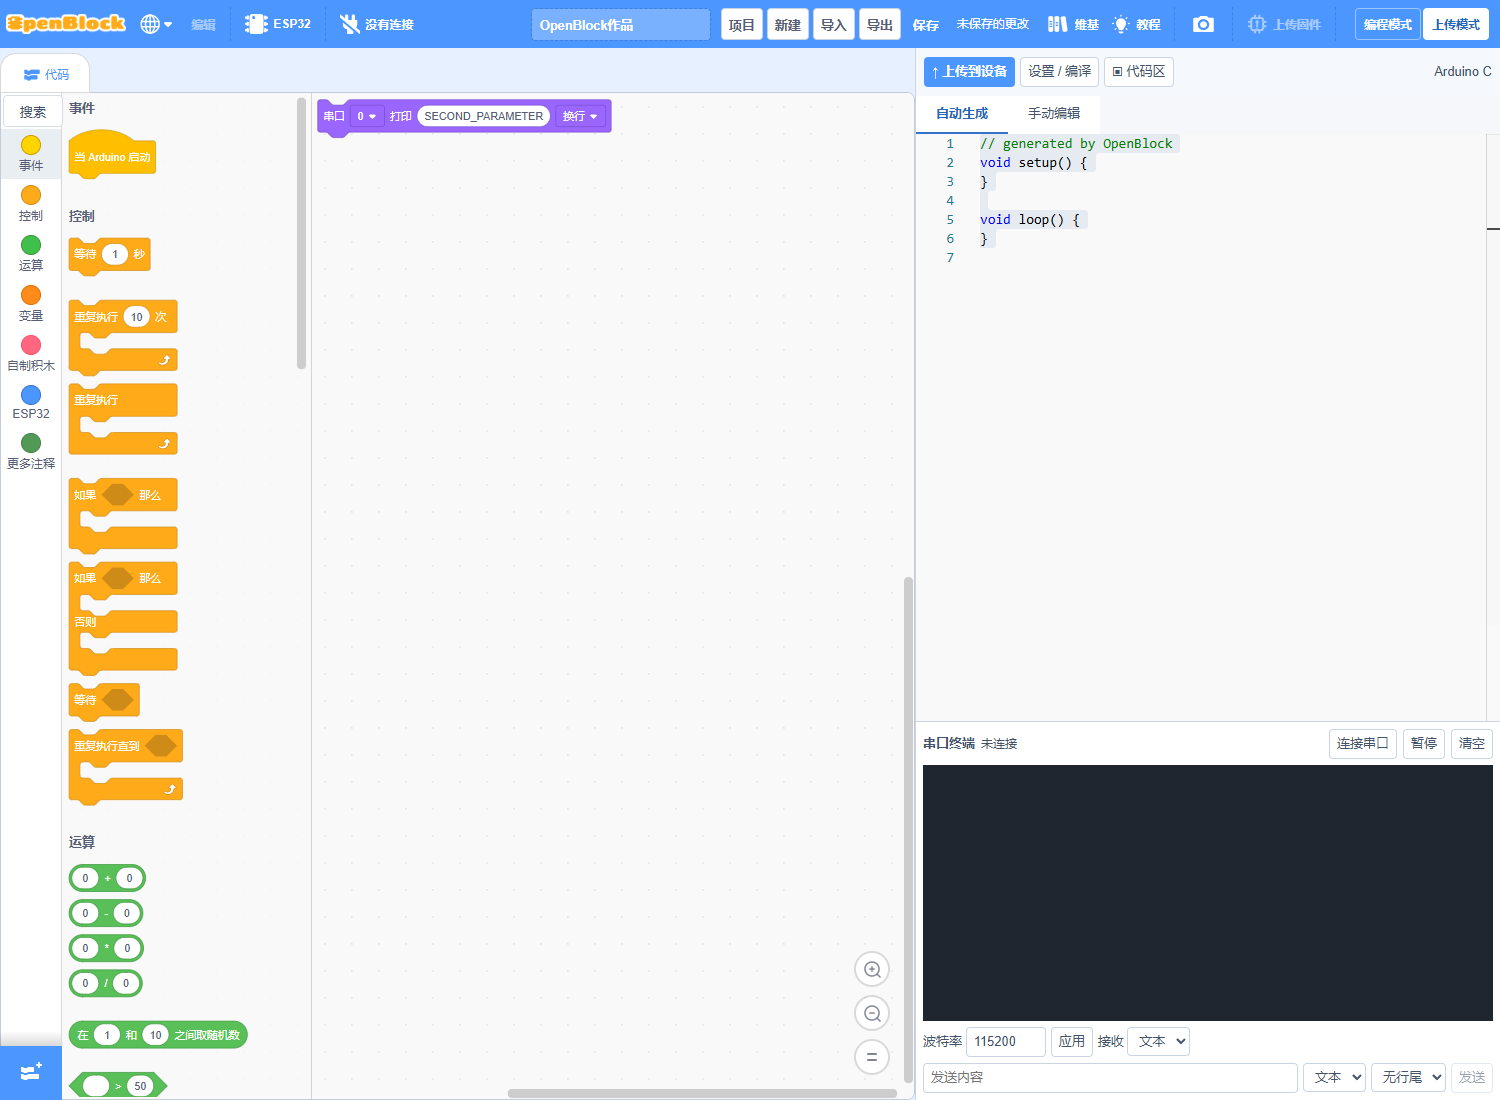 OpenBlock
编辑
ESP32
没有连接
OpenBlock作品
项目
新建
导入
导出
保存
未保存的更改
维基
教程
上传固件
编程模式
上传模式
代码
↑ 上传到设备
设置 / 编译
代码区
Arduino C
搜索
事件
控制
运算
变量
自制积木
ESP32
更多注释
事件
当 Arduino 启动
控制
等待 1 秒
重复执行 10 次
重复执行
如果 那么
如果 那么
否则
等待
重复执行直到
运算
0 + 0
0 - 0
0 * 0
0 / 0
在 1 和 10 之间取随机数
> 50
串口 0 打印 SECOND_PARAMETER 换行
自动生成
手动编辑
1 // generated by OpenBlock
2 void setup() {
3 }
4
5 void loop() {
6 }
7
串口终端 未连接
连接串口
暂停
清空
波特率 115200 应用 接收 文本
发送内容
文本
无行尾
发送